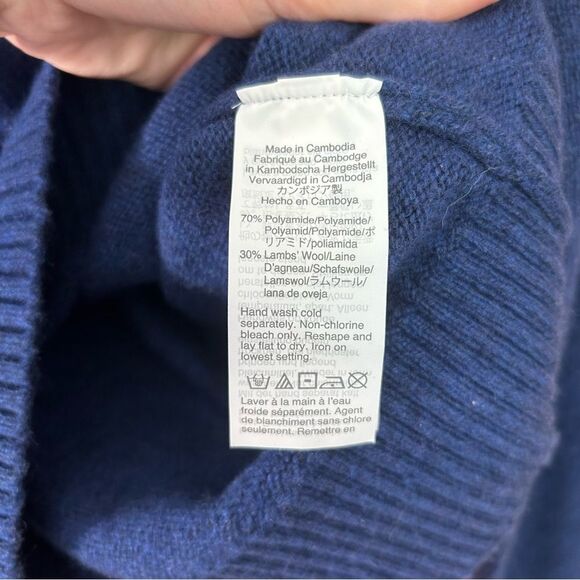 Made in Cambodia
Fabriqué au Cambodge
in Kambodscha Hergestellt
Vervaardigd in Cambodja
カンボジア製
Hecho en Camboya
70% Polyamide/Polyamide/
Polyamid/Polyamide/ポ
リアミド/poliamida
30% Lambs' Wool/Laine
D'agneau/Schafswolle/
Lamswol/ラムウール/
lana de oveja
Hand wash cold
separately. Non-chlorine
bleach only. Reshape and
lay flat to dry. Iron on
lowest setting.
Laver à la main à l'eau
froide séparément. Agent
de blanchiment sans chlore
seulement. Remettre en